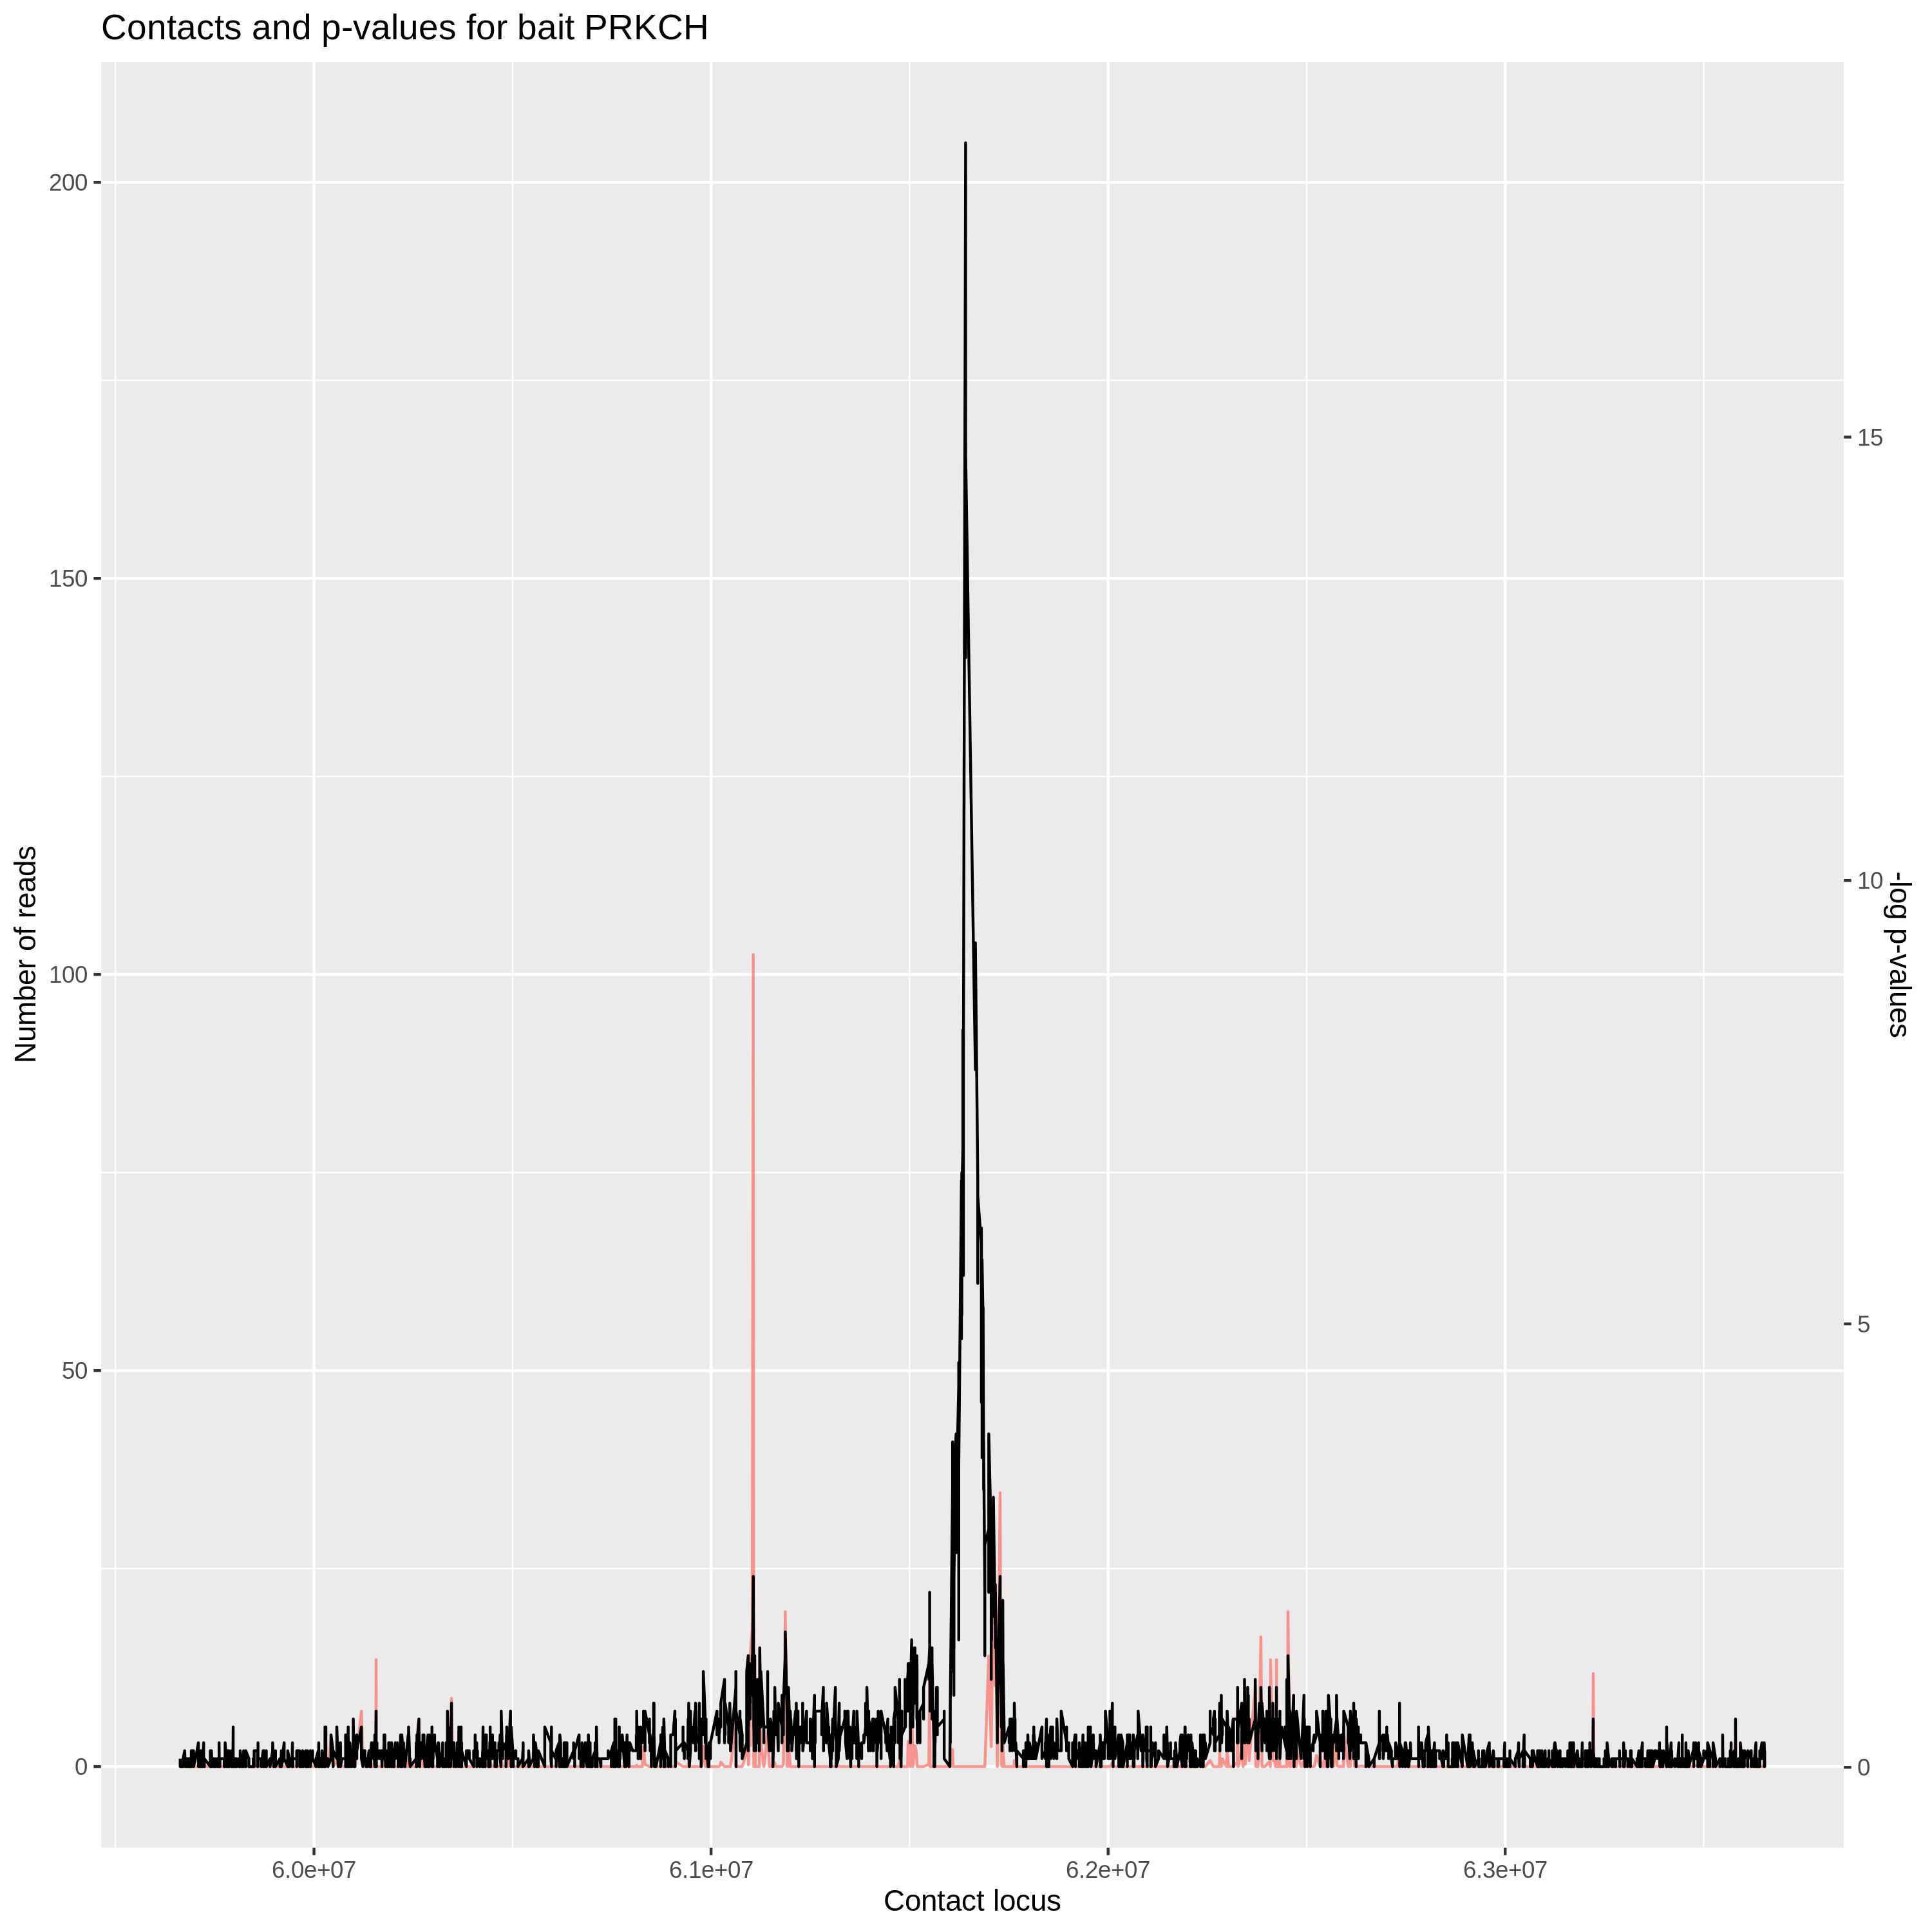 Contacts and p-values for bait PRKCH
200
150
100
50
0
Number of reads
15
10
5
0
-log p-values
6.0e+07
6.1e+07
6.2e+07
6.3e+07
Contact locus